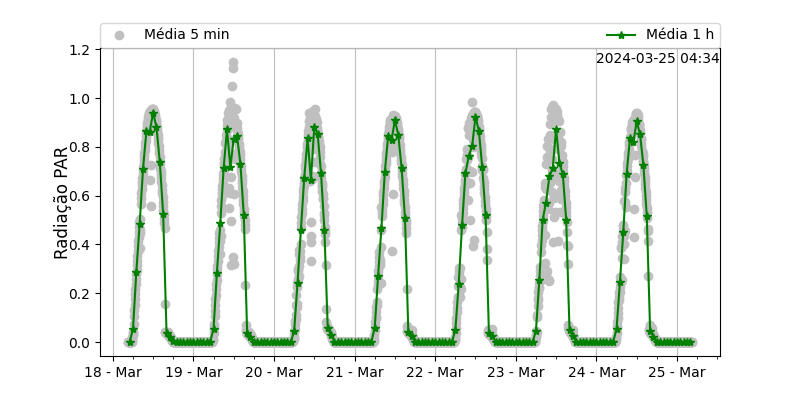 Média 5 min
Média 1 h
2024-03-25 04:34
Radiação PAR
1.2
1.0
0.8
0.6
0.4
0.2
0.0
18 - Mar
19 - Mar
20 - Mar
21 - Mar
22 - Mar
23 - Mar
24 - Mar
25 - Mar